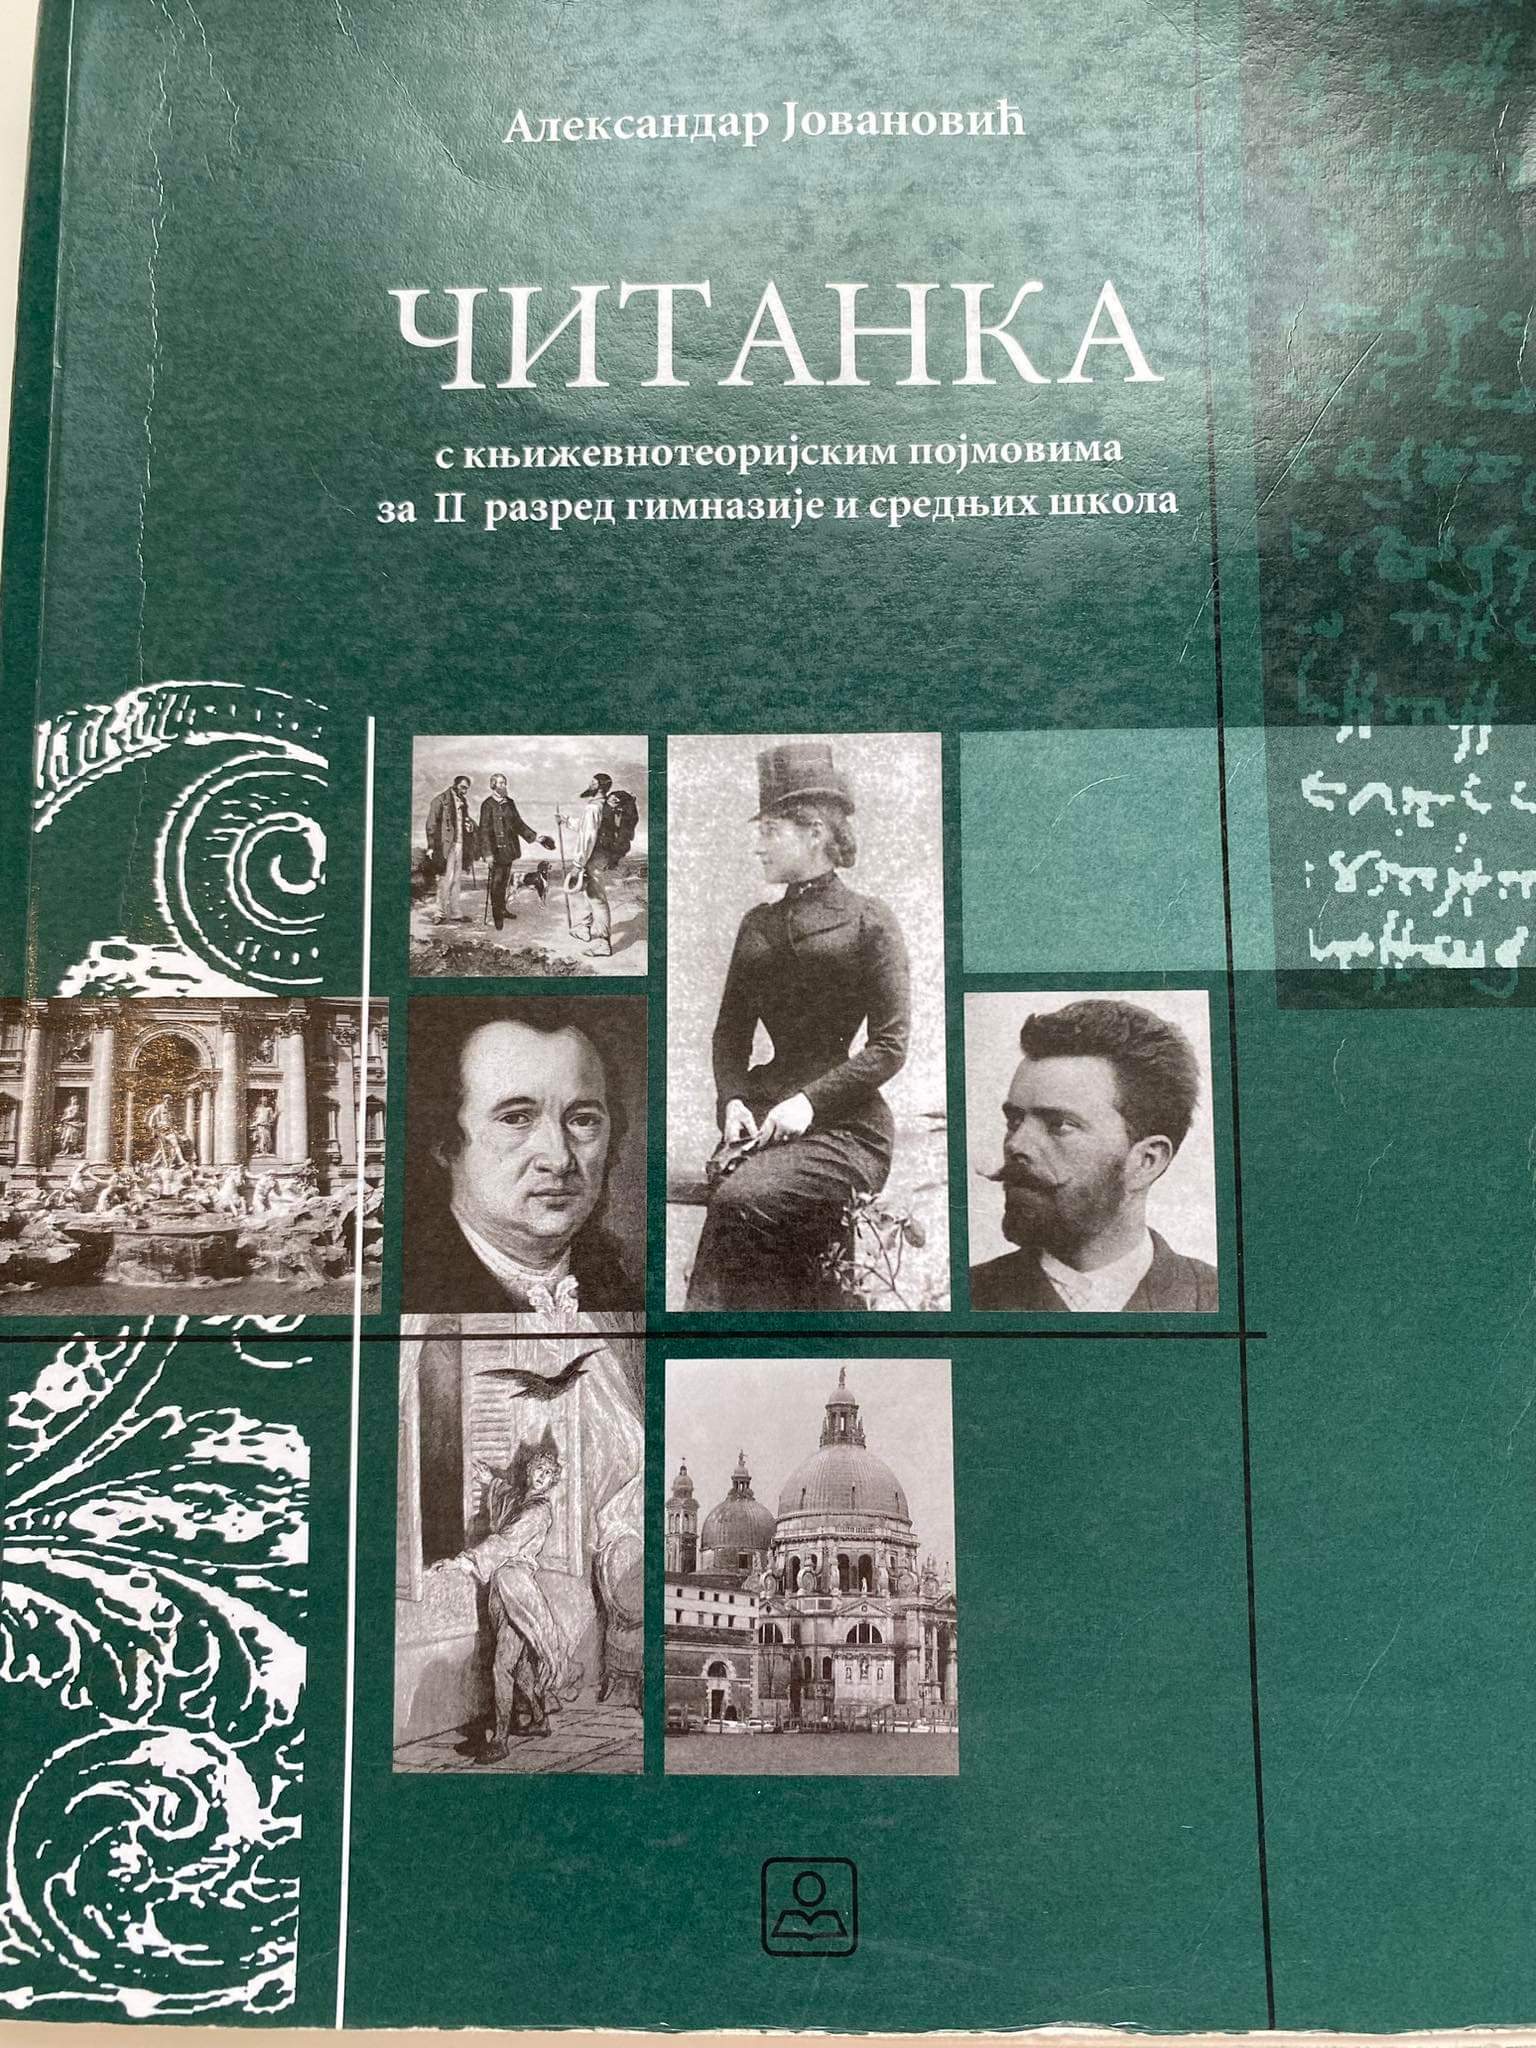 Александар Јовановић
ЧИТАНКА
с књижевнотеоријским појмовима
за II разред гимназије и средњих школа